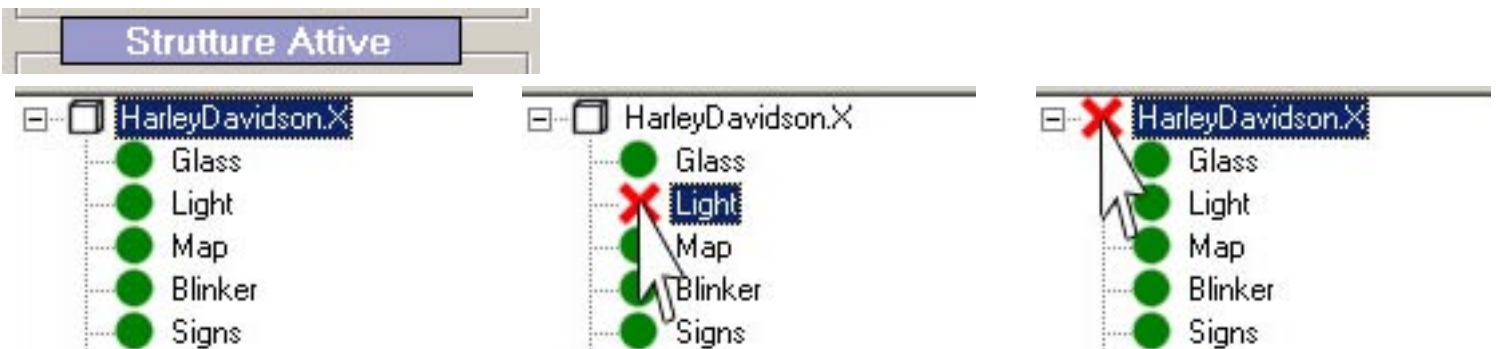 Strutture Attive
HarleyDavidson.X
Glass
Light
Map
Blinker
Signs
HarleyDavidson.X
Glass
Light
Map
Blinker
Signs
HarleyDavidson.X
Glass
Light
Map
Blinker
Signs